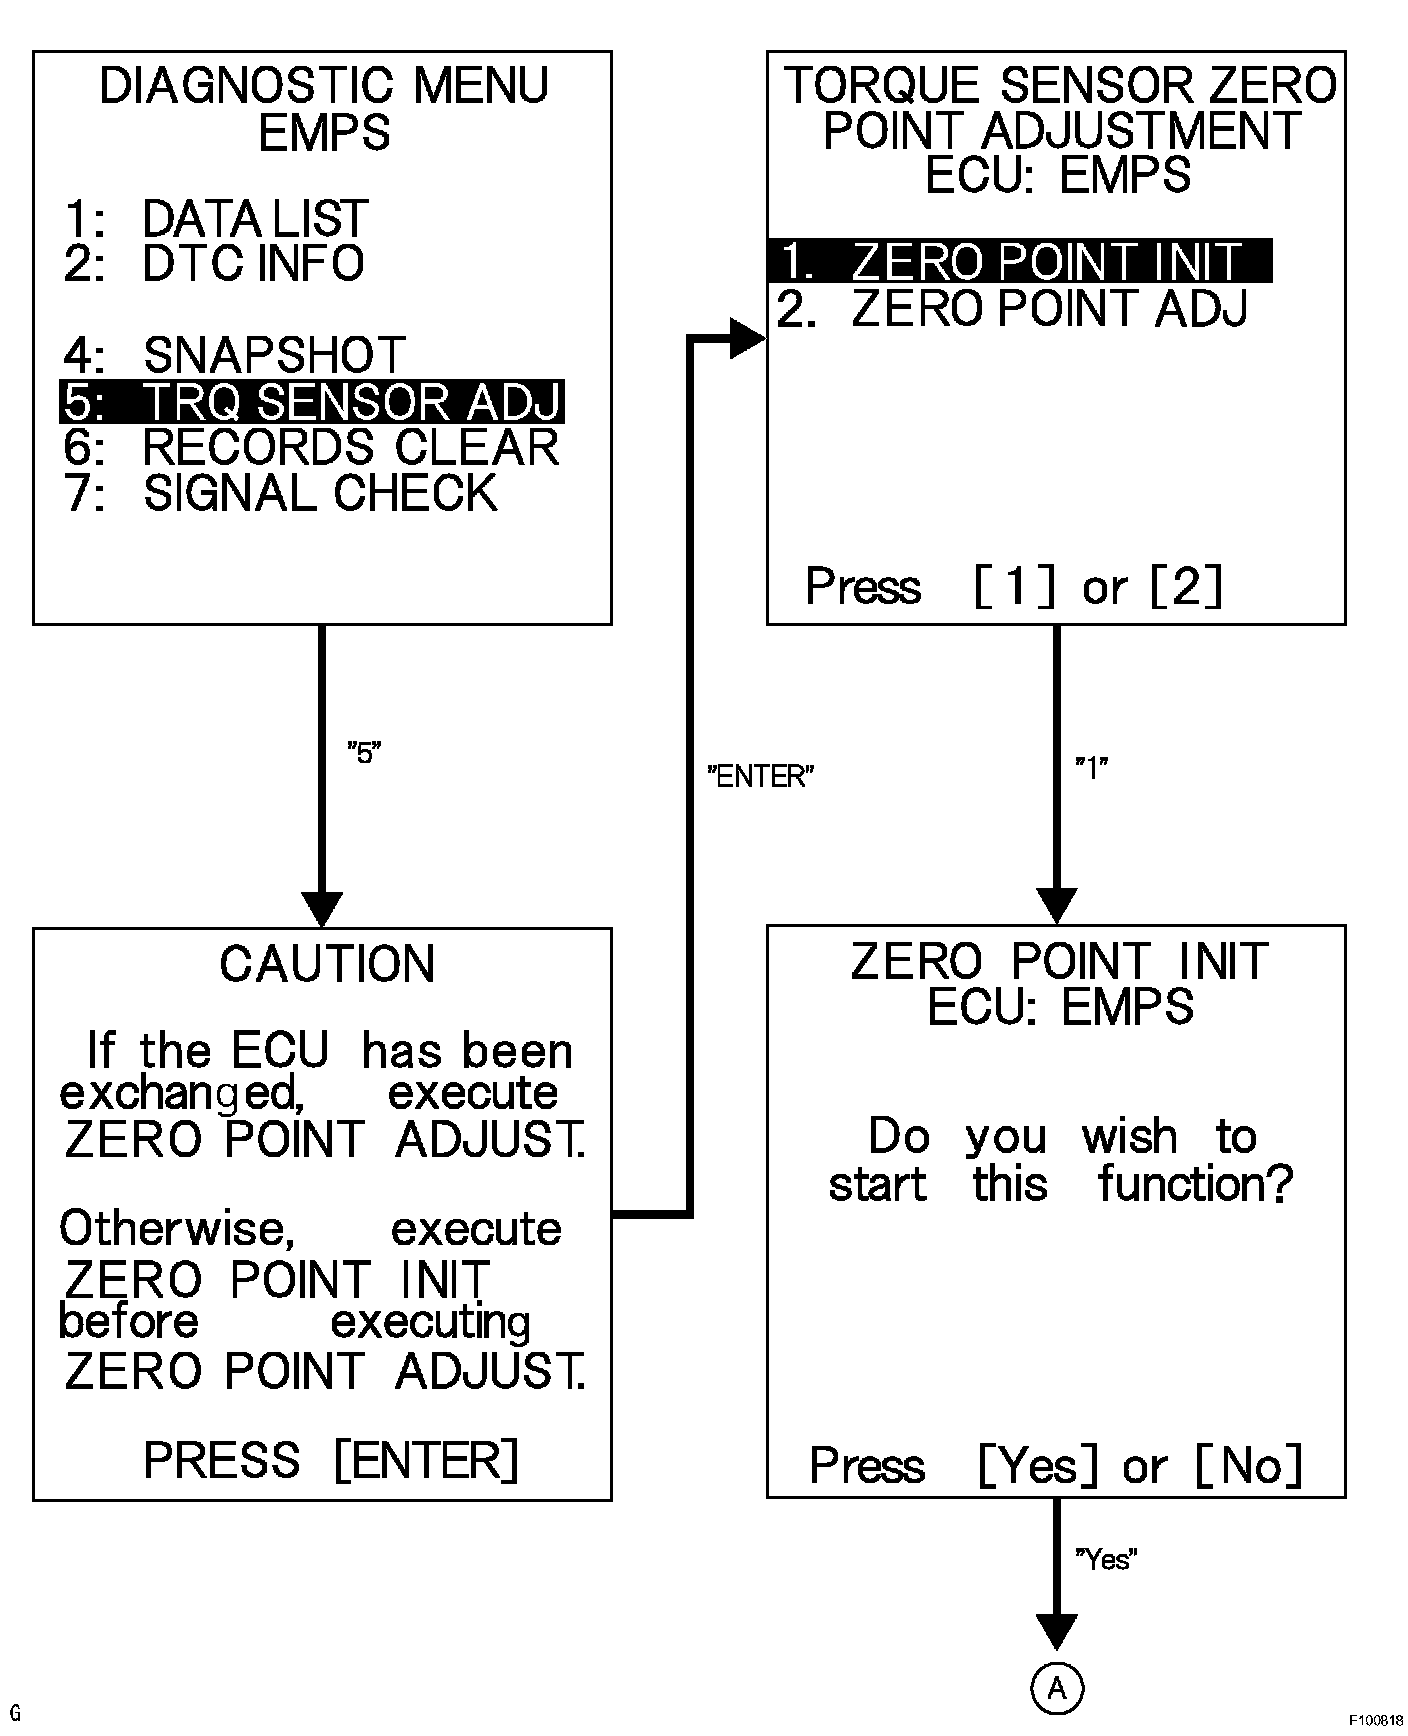 DIAGNOSTIC MENU
EMPS
1: DATA LIST
2: DTC INFO
4: SNAPSHOT
5: TRQ SENSOR ADJ
6: RECORDS CLEAR
7: SIGNAL CHECK
"5"
CAUTION
If the ECU has been
exchanged, execute
ZERO POINT ADJUST.
Otherwise, execute
ZERO POINT INIT
before executing
ZERO POINT ADJUST.
PRESS [ENTER]
"ENTER"
TORQUE SENSOR ZERO
POINT ADJUSTMENT
ECU: EMPS
1. ZERO POINT INIT
2. ZERO POINT ADJ
Press [1] or [2]
"1"
ZERO POINT INIT
ECU: EMPS
Do you wish to
start this function?
Press [Yes] or [No]
"Yes"
A
G
F100818